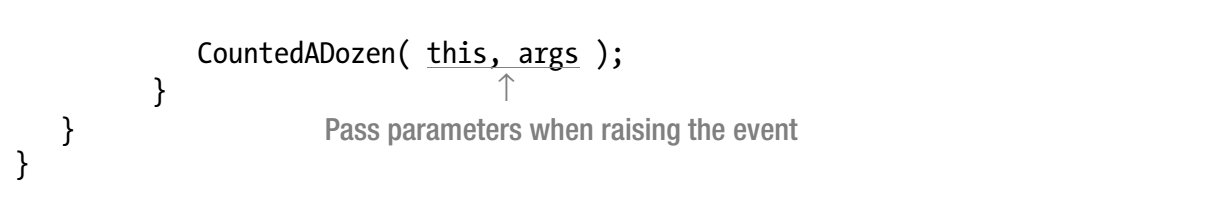 CountedADozen( this, args );
}
↑
} Pass parameters when raising the event
}